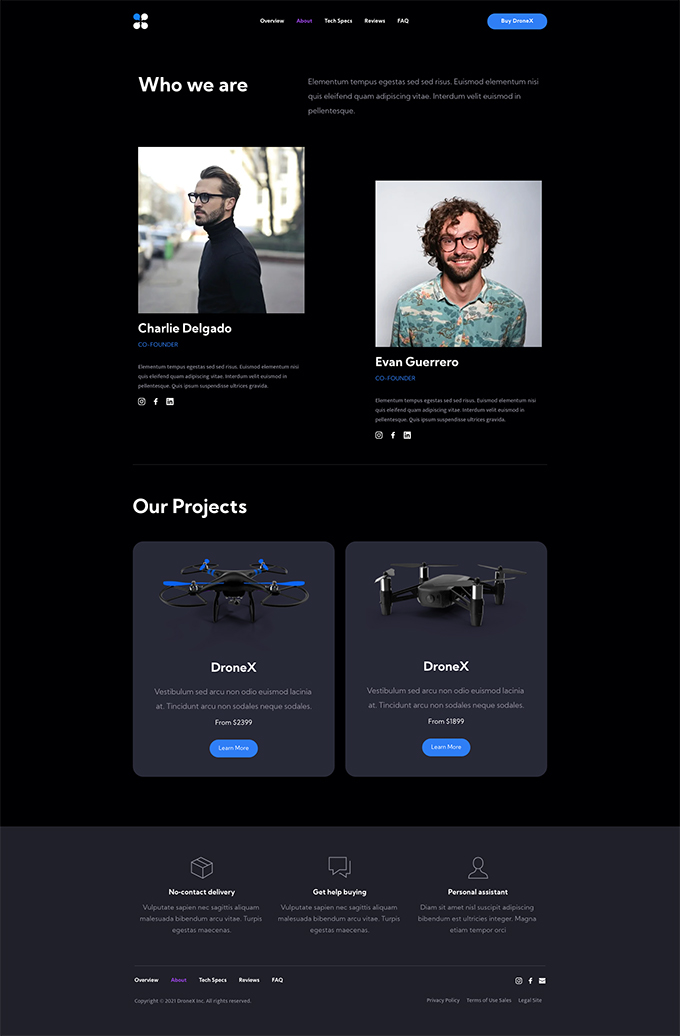 Overview About Tech Specs Reviews FAQ Buy DroneX
Who we are
Elementum tempus egestas sed sed risus. Euismod elementum nisi
quis eleifend quam adipiscing vitae. Interdum velit euismod in
pellentesque.
Charlie Delgado
CO-FOUNDER
Elementum tempus egestas sed sed risus. Euismod elementum nisi
quis eleifend quam adipiscing vitae. Interdum velit euismod in
pellentesque. Quis ipsum suspendisse ultrices gravida.
Evan Guerrero
CO-FOUNDER
Elementum tempus egestas sed sed risus. Euismod elementum nisi
quis eleifend quam adipiscing vitae. Interdum velit euismod in
pellentesque. Quis ipsum suspendisse ultrices gravida.
Our Projects
DroneX
Vestibulum sed arcu non odio euismod lacinia
at. Tincidunt arcu non sodales neque sodales.
From $2399
Learn More
DroneX
Vestibulum sed arcu non odio euismod lacinia
at. Tincidunt arcu non sodales neque sodales.
From $1899
Learn More
No-contact delivery
Vulputate sapien nec sagittis aliquam
malesuada bibendum arcu vitae. Turpis
egestas maecenas.
Get help buying
Vulputate sapien nec sagittis aliquam
malesuada bibendum arcu vitae. Turpis
egestas maecenas.
Personal assistant
Diam sit amet nisl suscipit adipiscing
bibendum est ultricies integer. Magna
etiam tempor orci
Overview About Tech Specs Reviews FAQ
Copyright © 2021 DroneX Inc. All rights reserved.
Privacy Policy Terms of Use Sales Legal Site